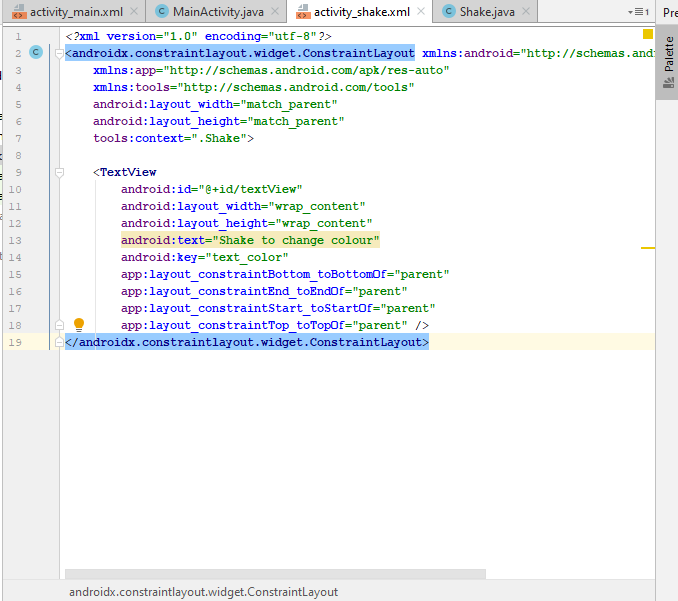 activity_main.xml MainActivity.java activity_shake.xml Shake.java 1 Pre
Palette
1 <?xml version="1.0" encoding="utf-8"?>
2 C <androidx.constraintlayout.widget.ConstraintLayout xmlns:android="http://schemas.and
3 xmlns:app="http://schemas.android.com/apk/res-auto"
4 xmlns:tools="http://schemas.android.com/tools"
5 android:layout_width="match_parent"
6 android:layout_height="match_parent"
7 tools:context=".Shake">
8
9 <TextView
10 android:id="@+id/textView"
11 android:layout_width="wrap_content"
12 android:layout_height="wrap_content"
13 android:text="Shake to change colour"
14 android:key="text_color"
15 app:layout_constraintBottom_toBottomOf="parent"
16 app:layout_constraintEnd_toEndOf="parent"
17 app:layout_constraintStart_toStartOf="parent"
18 app:layout_constraintTop_toTopOf="parent" />
19 </androidx.constraintlayout.widget.ConstraintLayout>
androidx.constraintlayout.widget.ConstraintLayout